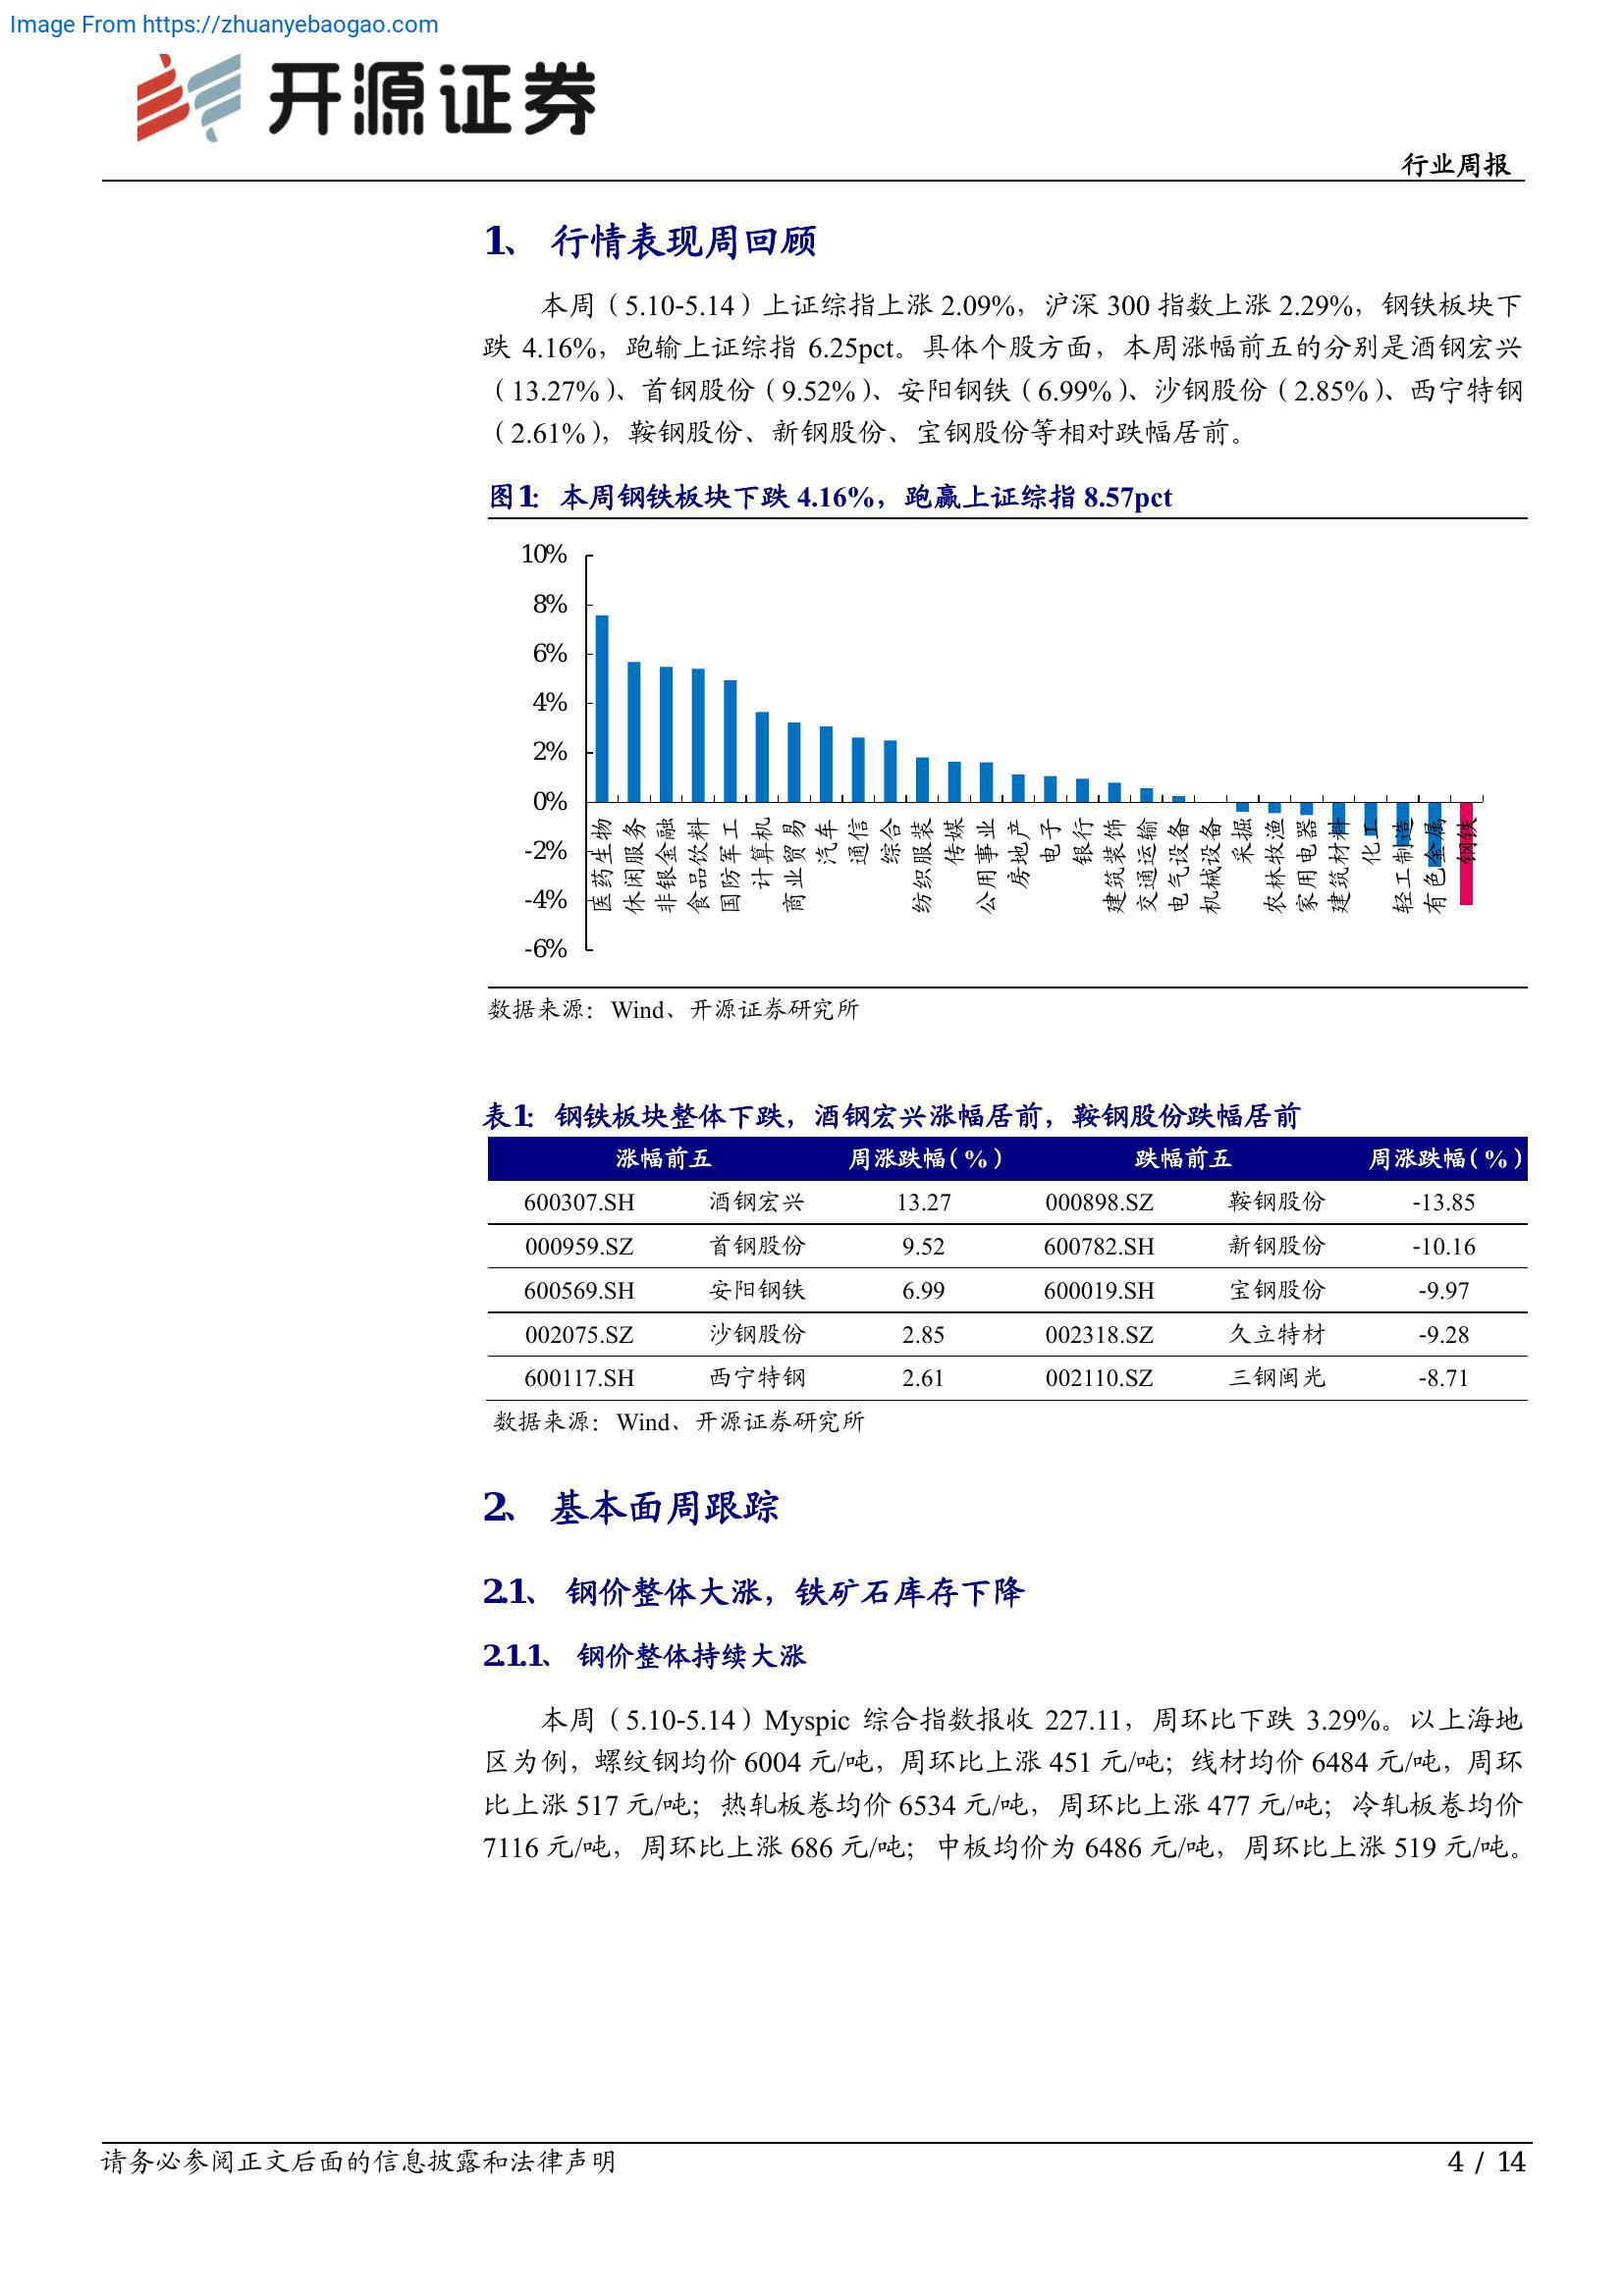 Image From https://zhuanyebaogao.com
开源证券
行业周报
1、 行情表现周回顾
本周（5.10-5.14）上证综指上涨 2.09%，沪深 300 指数上涨 2.29%，钢铁板块下
跌 4.16%，跑输上证综指 6.25pct。具体个股方面，本周涨幅前五的分别是酒钢宏兴
（13.27%）、首钢股份（9.52%）、安阳钢铁（6.99%）、沙钢股份（2.85%）、西宁特钢
（2.61%），鞍钢股份、新钢股份、宝钢股份等相对跌幅居前。
图1： 本周钢铁板块下跌 4.16%，跑赢上证综指 8.57pct
10%
8%
6%
4%
2%
0%
-2%
-4%
-6%
医药生物
休闲服务
非银金融
食品饮料
国防军工
计算机
商业贸易
汽车
通信
综合
纺织服装
传媒
公用事业
房地产
电子
银行
建筑装饰
交通运输
电气设备
机械设备
采掘
农林牧渔
家用电器
建筑材料
化工
轻工制造
有色金属
钢铁
数据来源：Wind、开源证券研究所
表1： 钢铁板块整体下跌，酒钢宏兴涨幅居前，鞍钢股份跌幅居前
涨幅前五 周涨跌幅（%） 跌幅前五 周涨跌幅（%）
600307.SH 酒钢宏兴 13.27 000898.SZ 鞍钢股份 -13.85
000959.SZ 首钢股份 9.52 600782.SH 新钢股份 -10.16
600569.SH 安阳钢铁 6.99 600019.SH 宝钢股份 -9.97
002075.SZ 沙钢股份 2.85 002318.SZ 久立特材 -9.28
600117.SH 西宁特钢 2.61 002110.SZ 三钢闽光 -8.71
数据来源：Wind、开源证券研究所
2、 基本面周跟踪
2.1、 钢价整体大涨，铁矿石库存下降
2.1.1、 钢价整体持续大涨
本周（5.10-5.14）Myspic 综合指数报收 227.11，周环比下跌 3.29%。以上海地
区为例，螺纹钢均价 6004 元/吨，周环比上涨 451 元/吨；线材均价 6484 元/吨，周环
比上涨 517 元/吨；热轧板卷均价 6534 元/吨，周环比上涨 477 元/吨；冷轧板卷均价
7116 元/吨，周环比上涨 686 元/吨；中板均价为 6486 元/吨，周环比上涨 519 元/吨。
请务必参阅正文后面的信息披露和法律声明
4 / 14